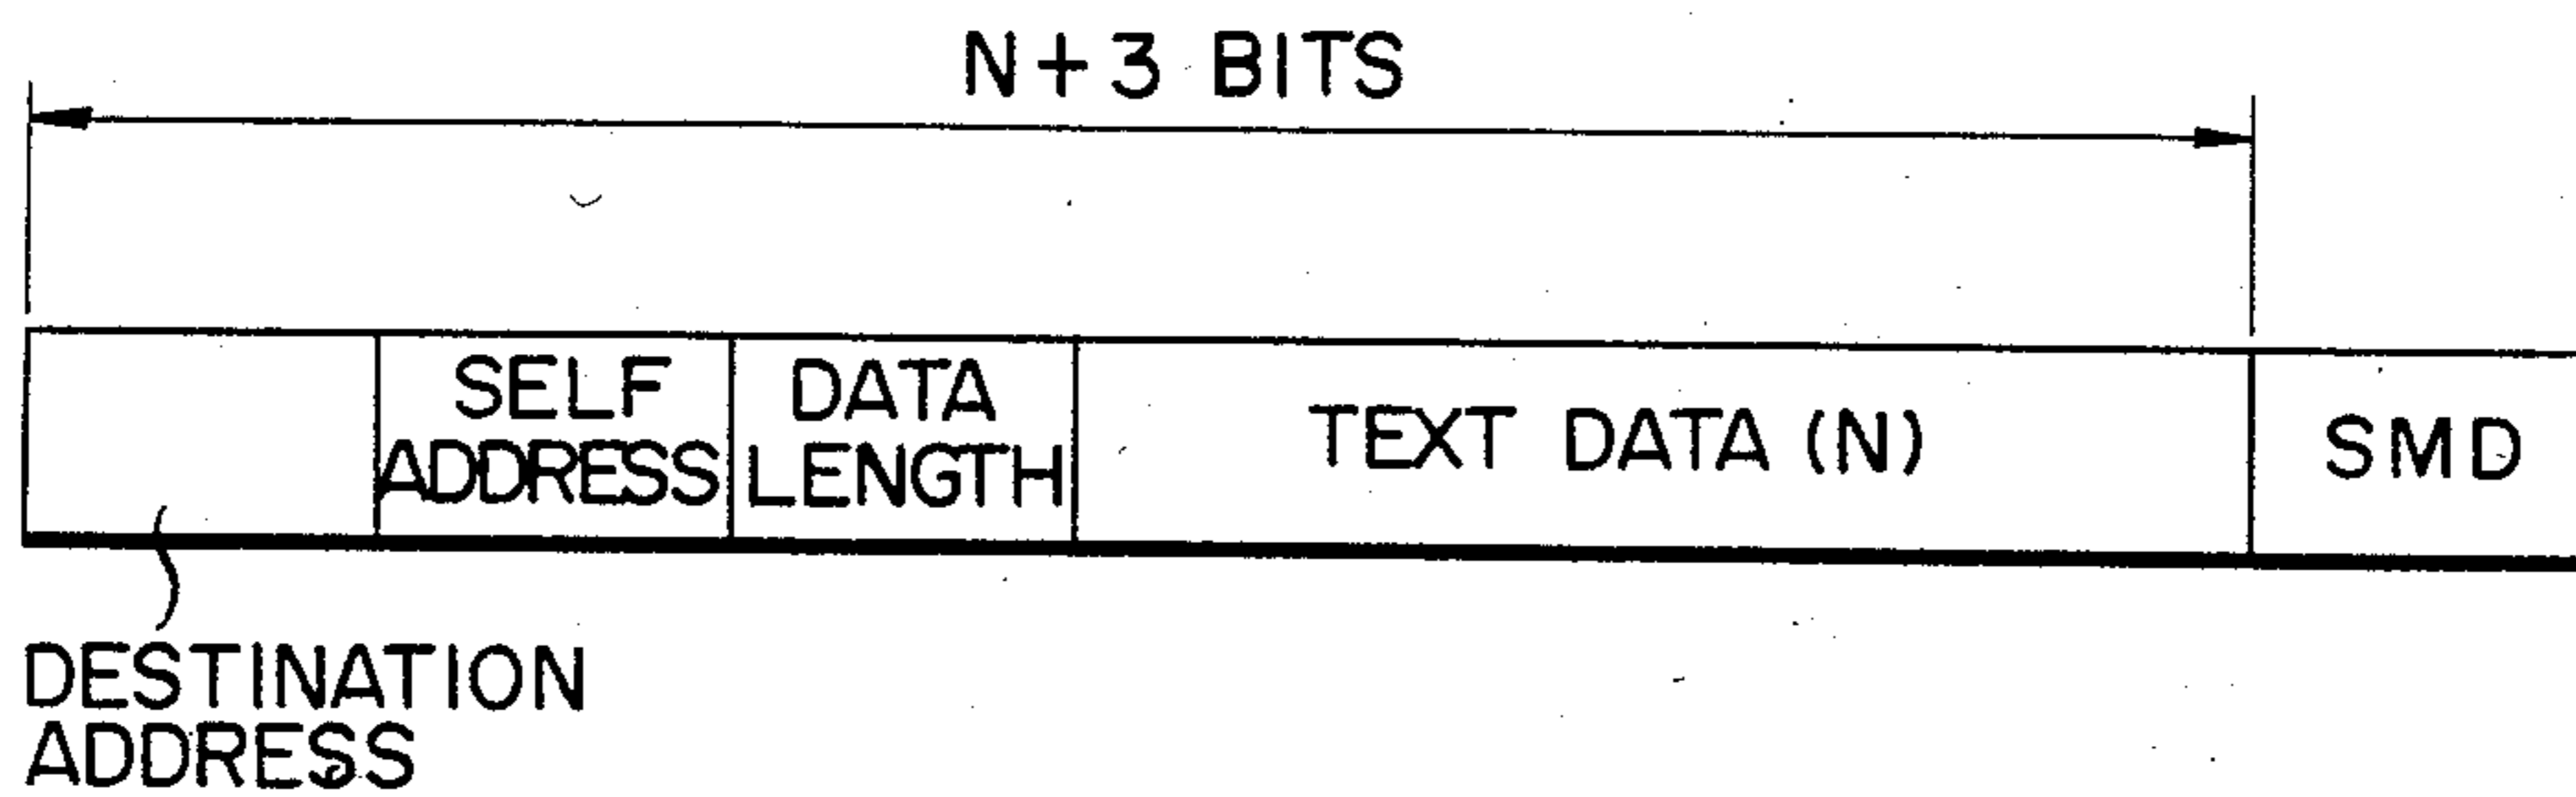 N+3 BITS
SELF
ADDRESS
DATA
LENGTH
TEXT DATA (N)
SMD
DESTINATION
ADDRESS